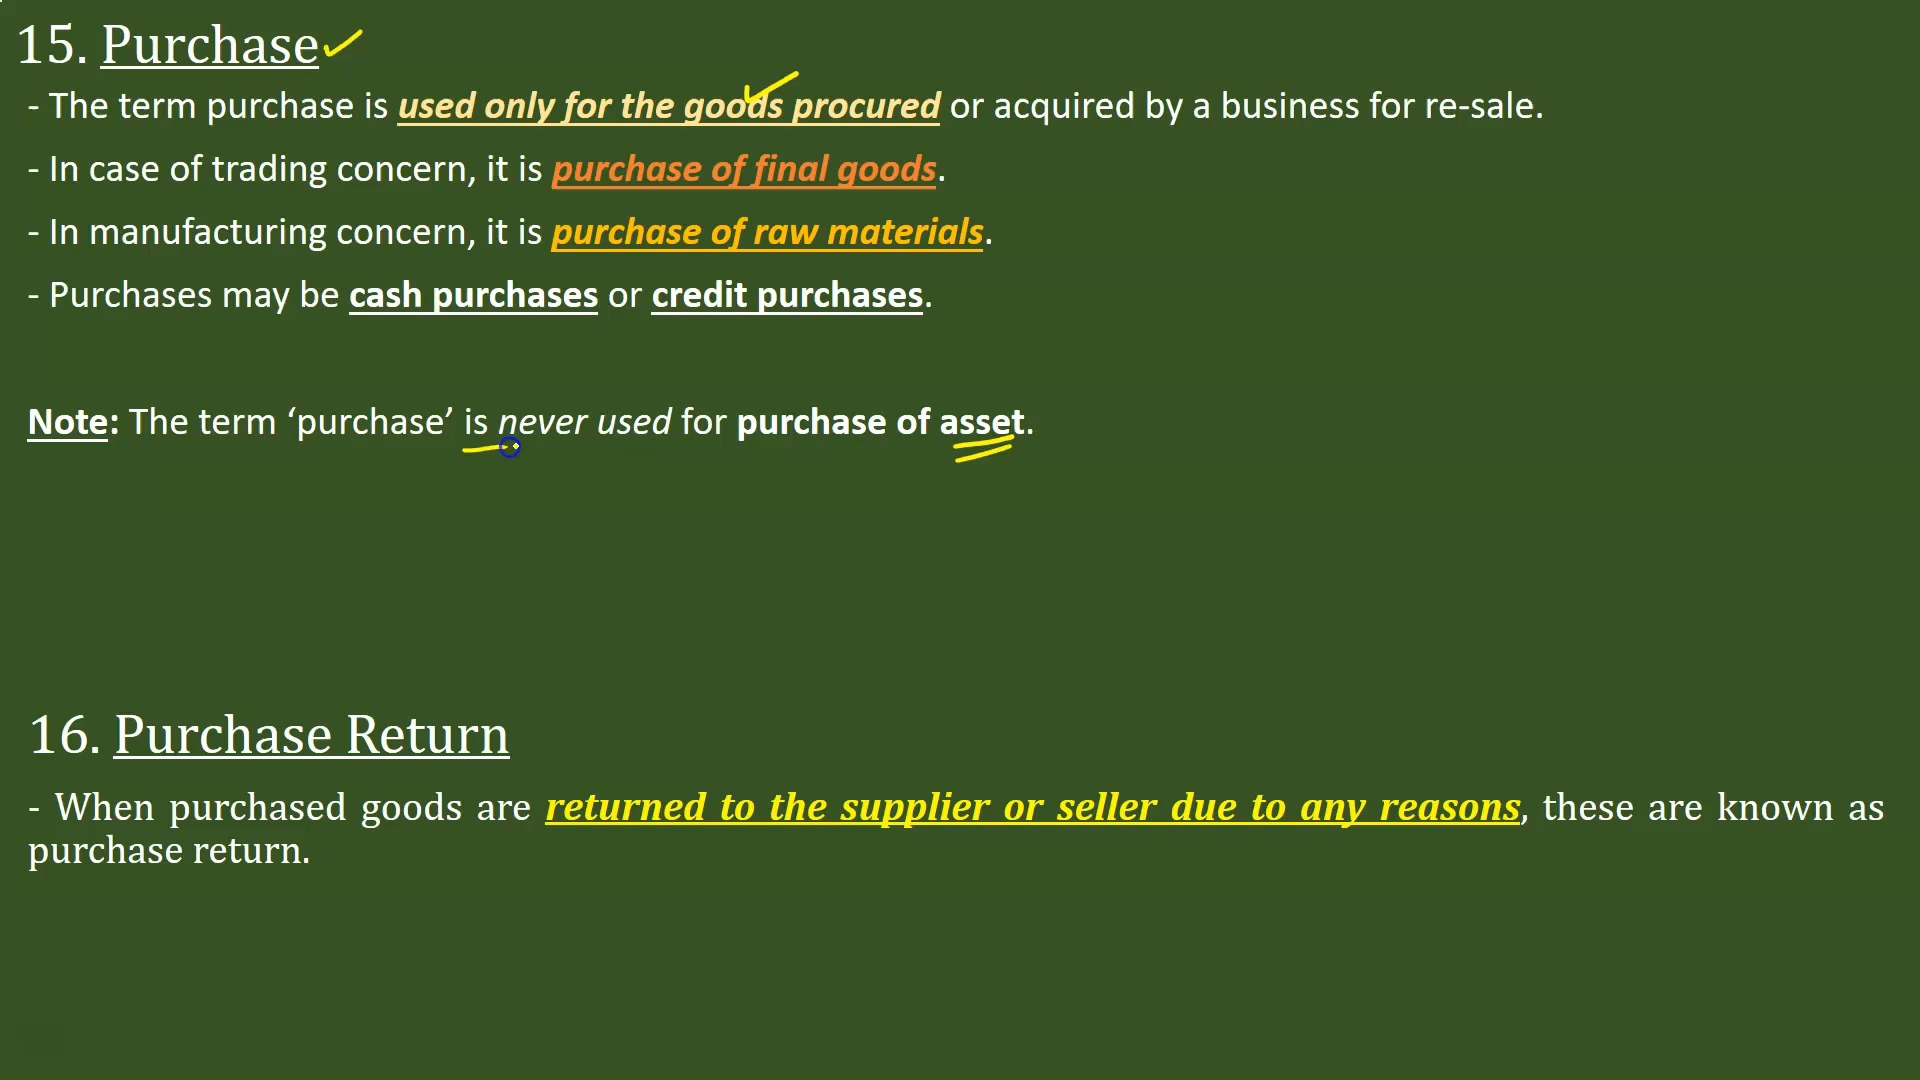 15. Purchase
- The term purchase is used only for the goods procured or acquired by a business for re-sale.
- In case of trading concern, it is purchase of final goods.
- In manufacturing concern, it is purchase of raw materials.
- Purchases may be cash purchases or credit purchases.
Note: The term ‘purchase’ is never used for purchase of asset.
16. Purchase Return
- When purchased goods are returned to the supplier or seller due to any reasons, these are known as
purchase return.